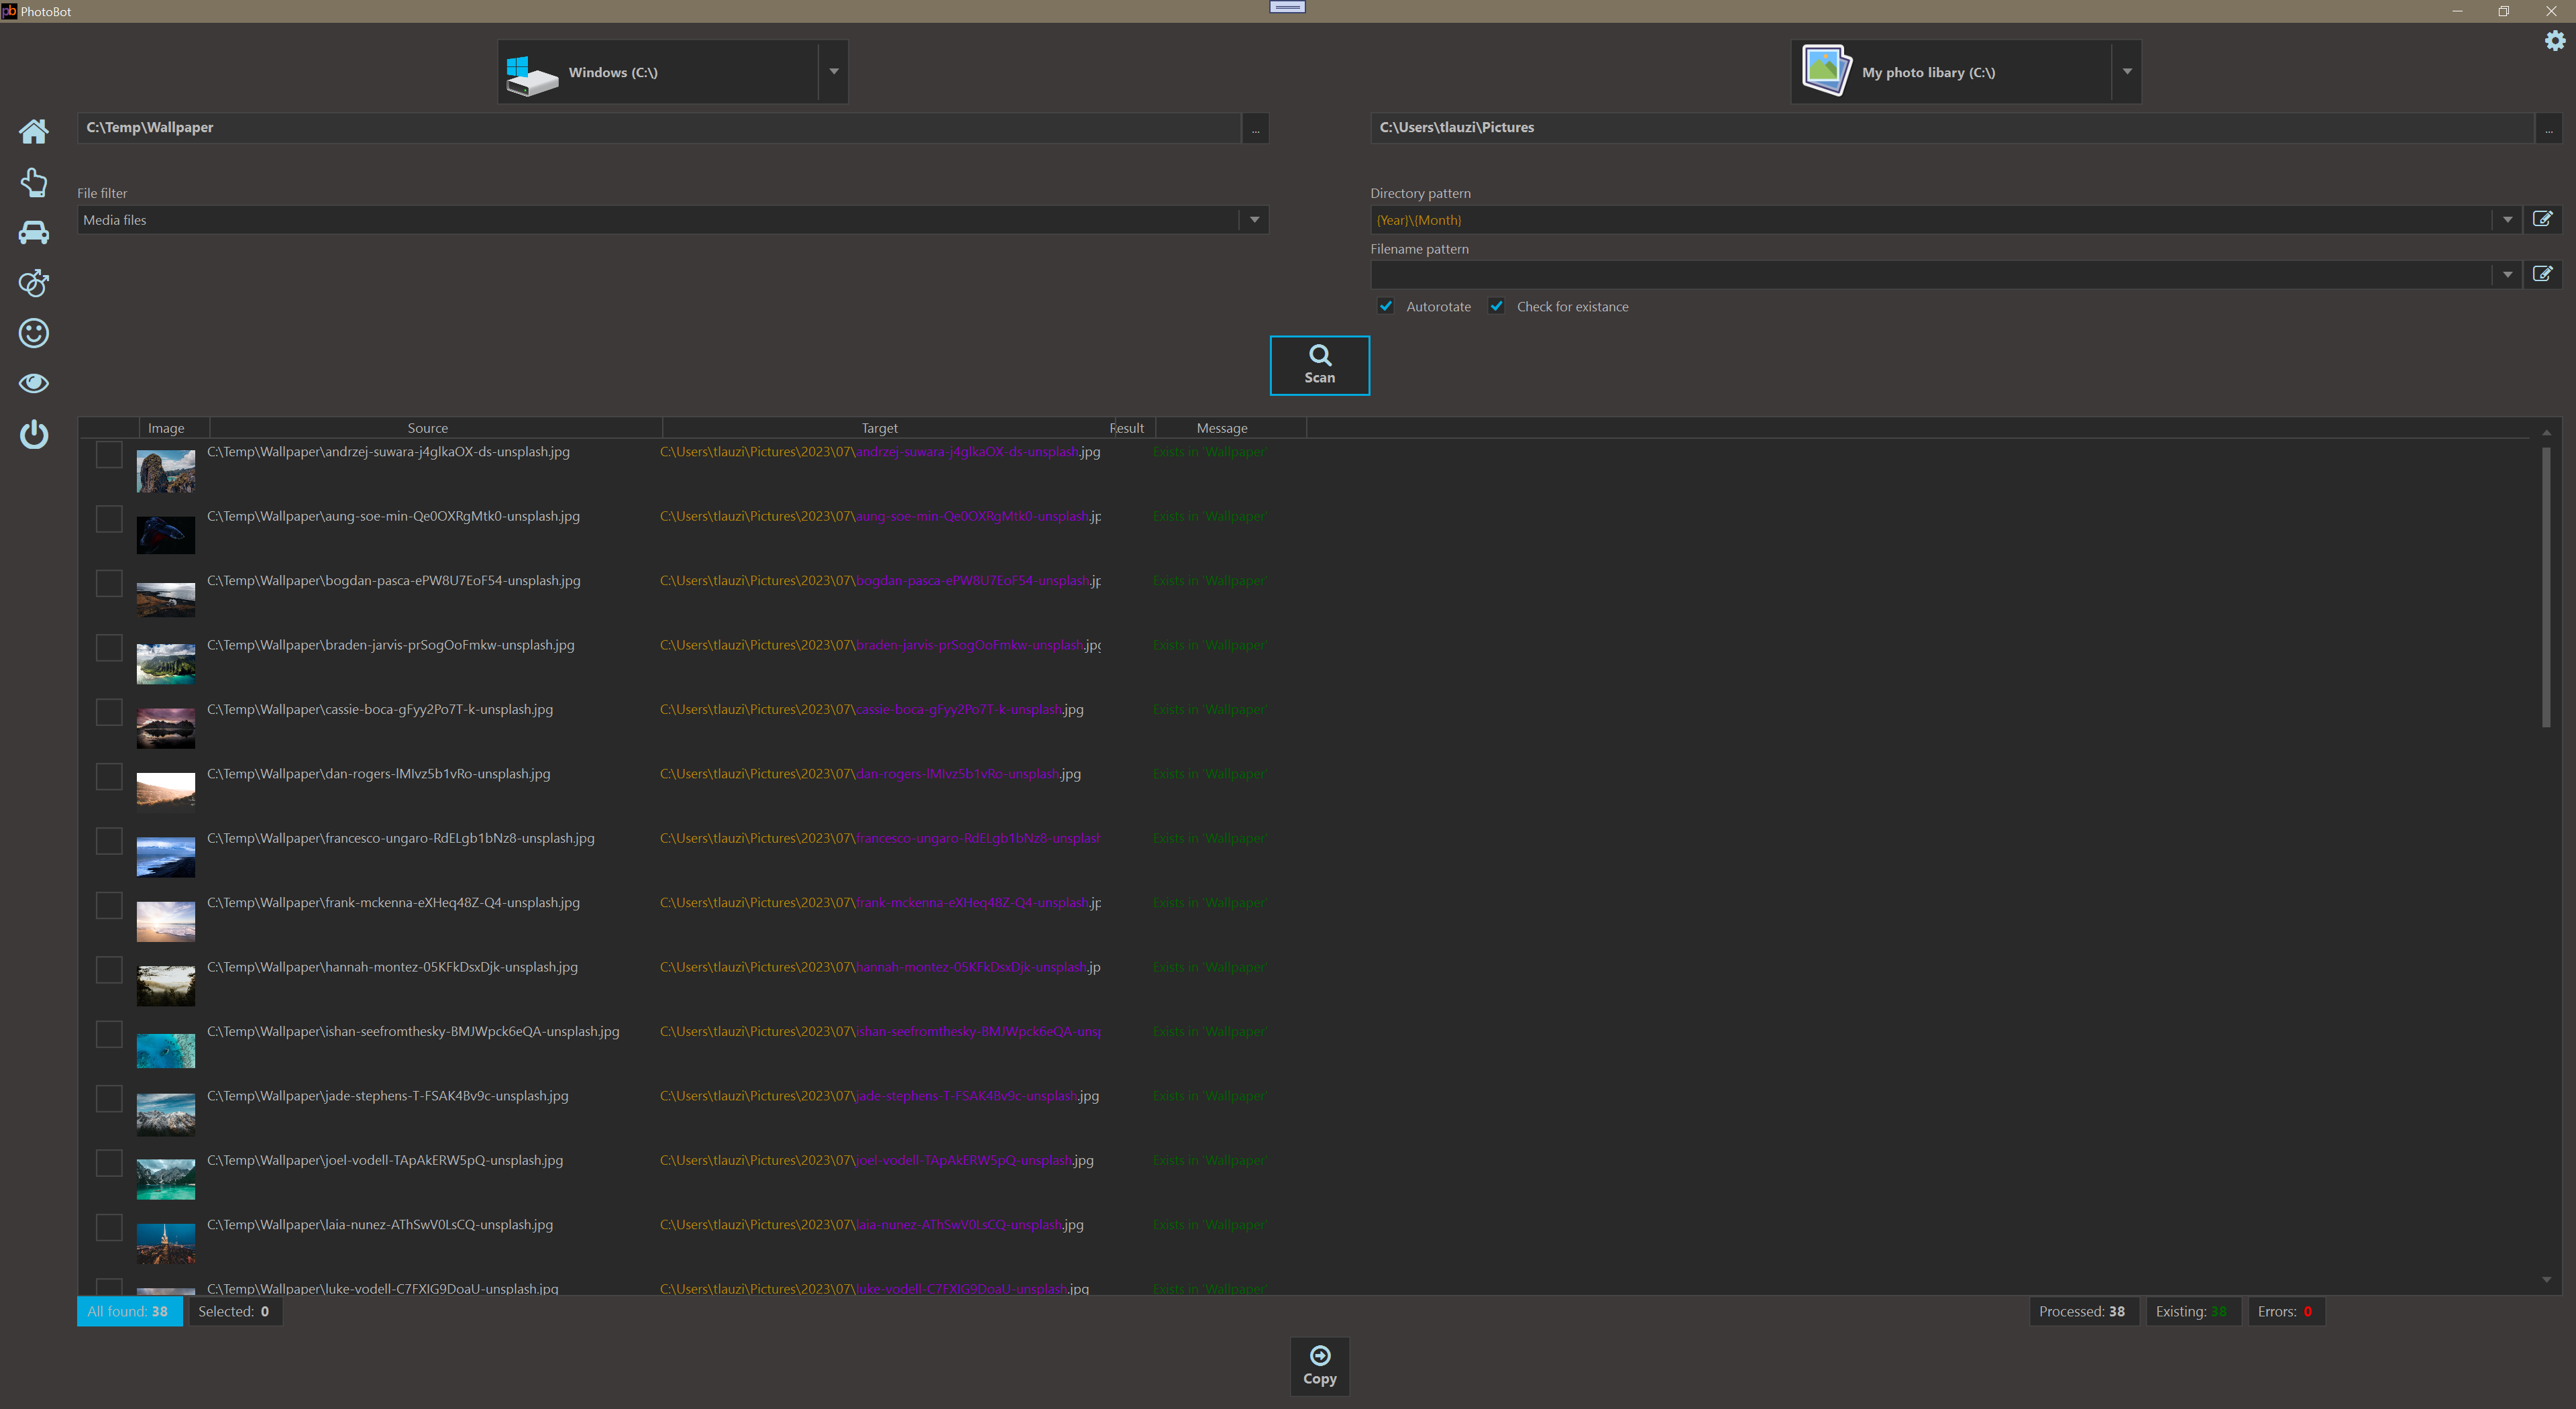 pb PhotoBot
Windows (C:\)
My photo libary (C:\)
C:\Temp\Wallpaper
...
C:\Users\tlauzi\Pictures
...
File filter
Directory pattern
Media files
{Year}\{Month}
Filename pattern
Autorotate
Check for existance
Scan
Image Source Target Result Message
C:\Temp\Wallpaper\andrzej-suwara-j4glkaOX-ds-unsplash.jpg C:\Users\tlauzi\Pictures\2023\07\andrzej-suwara-j4glkaOX-ds-unsplash.jpg Exists in 'Wallpaper'
C:\Temp\Wallpaper\aung-soe-min-Qe0OXRgMtk0-unsplash.jpg C:\Users\tlauzi\Pictures\2023\07\aung-soe-min-Qe0OXRgMtk0-unsplash.jp Exists in 'Wallpaper'
C:\Temp\Wallpaper\bogdan-pasca-ePW8U7EoF54-unsplash.jpg C:\Users\tlauzi\Pictures\2023\07\bogdan-pasca-ePW8U7EoF54-unsplash.jp Exists in 'Wallpaper'
C:\Temp\Wallpaper\braden-jarvis-prSogOoFmkw-unsplash.jpg C:\Users\tlauzi\Pictures\2023\07\braden-jarvis-prSogOoFmkw-unsplash.jpg Exists in 'Wallpaper'
C:\Temp\Wallpaper\cassie-boca-gFyy2Po7T-k-unsplash.jpg C:\Users\tlauzi\Pictures\2023\07\cassie-boca-gFyy2Po7T-k-unsplash.jpg Exists in 'Wallpaper'
C:\Temp\Wallpaper\dan-rogers-lMIvz5b1vRo-unsplash.jpg C:\Users\tlauzi\Pictures\2023\07\dan-rogers-lMIvz5b1vRo-unsplash.jpg Exists in 'Wallpaper'
C:\Temp\Wallpaper\francesco-ungaro-RdELgb1bNz8-unsplash.jpg C:\Users\tlauzi\Pictures\2023\07\francesco-ungaro-RdELgb1bNz8-unsplash Exists in 'Wallpaper'
C:\Temp\Wallpaper\frank-mckenna-eXHeq48Z-Q4-unsplash.jpg C:\Users\tlauzi\Pictures\2023\07\frank-mckenna-eXHeq48Z-Q4-unsplash.jp Exists in 'Wallpaper'
C:\Temp\Wallpaper\hannah-montez-05KFkDsxDjk-unsplash.jpg C:\Users\tlauzi\Pictures\2023\07\hannah-montez-05KFkDsxDjk-unsplash.jp Exists in 'Wallpaper'
C:\Temp\Wallpaper\ishan-seefromthesky-BMJWpck6eQA-unsplash.jpg C:\Users\tlauzi\Pictures\2023\07\ishan-seefromthesky-BMJWpck6eQA-unsp Exists in 'Wallpaper'
C:\Temp\Wallpaper\jade-stephens-T-FSAK4Bv9c-unsplash.jpg C:\Users\tlauzi\Pictures\2023\07\jade-stephens-T-FSAK4Bv9c-unsplash.jpg Exists in 'Wallpaper'
C:\Temp\Wallpaper\joel-vodell-TApAkERW5pQ-unsplash.jpg C:\Users\tlauzi\Pictures\2023\07\joel-vodell-TApAkERW5pQ-unsplash.jpg Exists in 'Wallpaper'
C:\Temp\Wallpaper\laia-nunez-AThSwV0LsCQ-unsplash.jpg C:\Users\tlauzi\Pictures\2023\07\laia-nunez-AThSwV0LsCQ-unsplash.jpg Exists in 'Wallpaper'
C:\Temp\Wallpaper\luke-vodell-C7FXIG9DoaU-unsplash.jpg C:\Users\tlauzi\Pictures\2023\07\luke-vodell-C7FXIG9DoaU-unsplash.jpg Exists in 'Wallpaper'
All found: 38 Selected: 0 Processed: 38 Existing: 38 Errors: 0
Copy